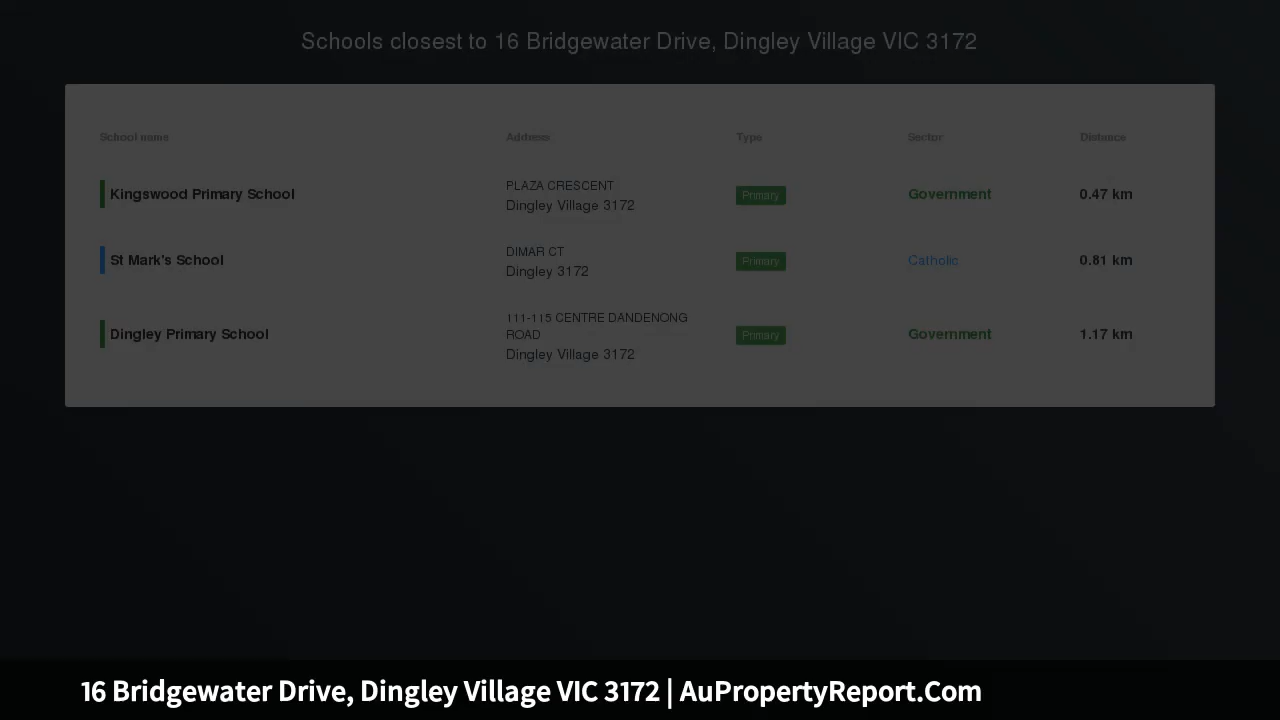 Schools closest to 16 Bridgewater Drive, Dingley Village VIC 3172
School name Address Type Sector Distance
Kingswood Primary School PLAZA CRESCENT Dingley Village 3172 Primary Government 0.47 km
St Mark's School DIMAR CT Dingley 3172 Primary Catholic 0.81 km
Dingley Primary School 111-115 CENTRE DANDENONG ROAD Dingley Village 3172 Primary Government 1.17 km
16 Bridgewater Drive, Dingley Village VIC 3172 | AuPropertyReport.Com